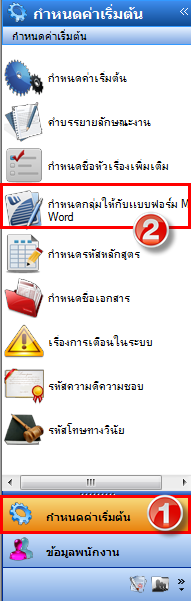 กำหนดค่าเริ่มต้น
กำหนดค่าเริ่มต้น
กำหนดค่าเริ่มต้น
คำบรรยายลักษณะงาน
กำหนดชื่อหัวเรื่องเพิ่มเติม
กำหนดกลุ่มให้กับแบบฟอร์ม M
Word
2
กำหนดรหัสหลักสูตร
กำหนดชื่อเอกสาร
เรื่องการเตือนในระบบ
รหัสความดีความชอบ
รหัสโทษทางวินัย
กำหนดค่าเริ่มต้น
1
ข้อมูลพนักงาน